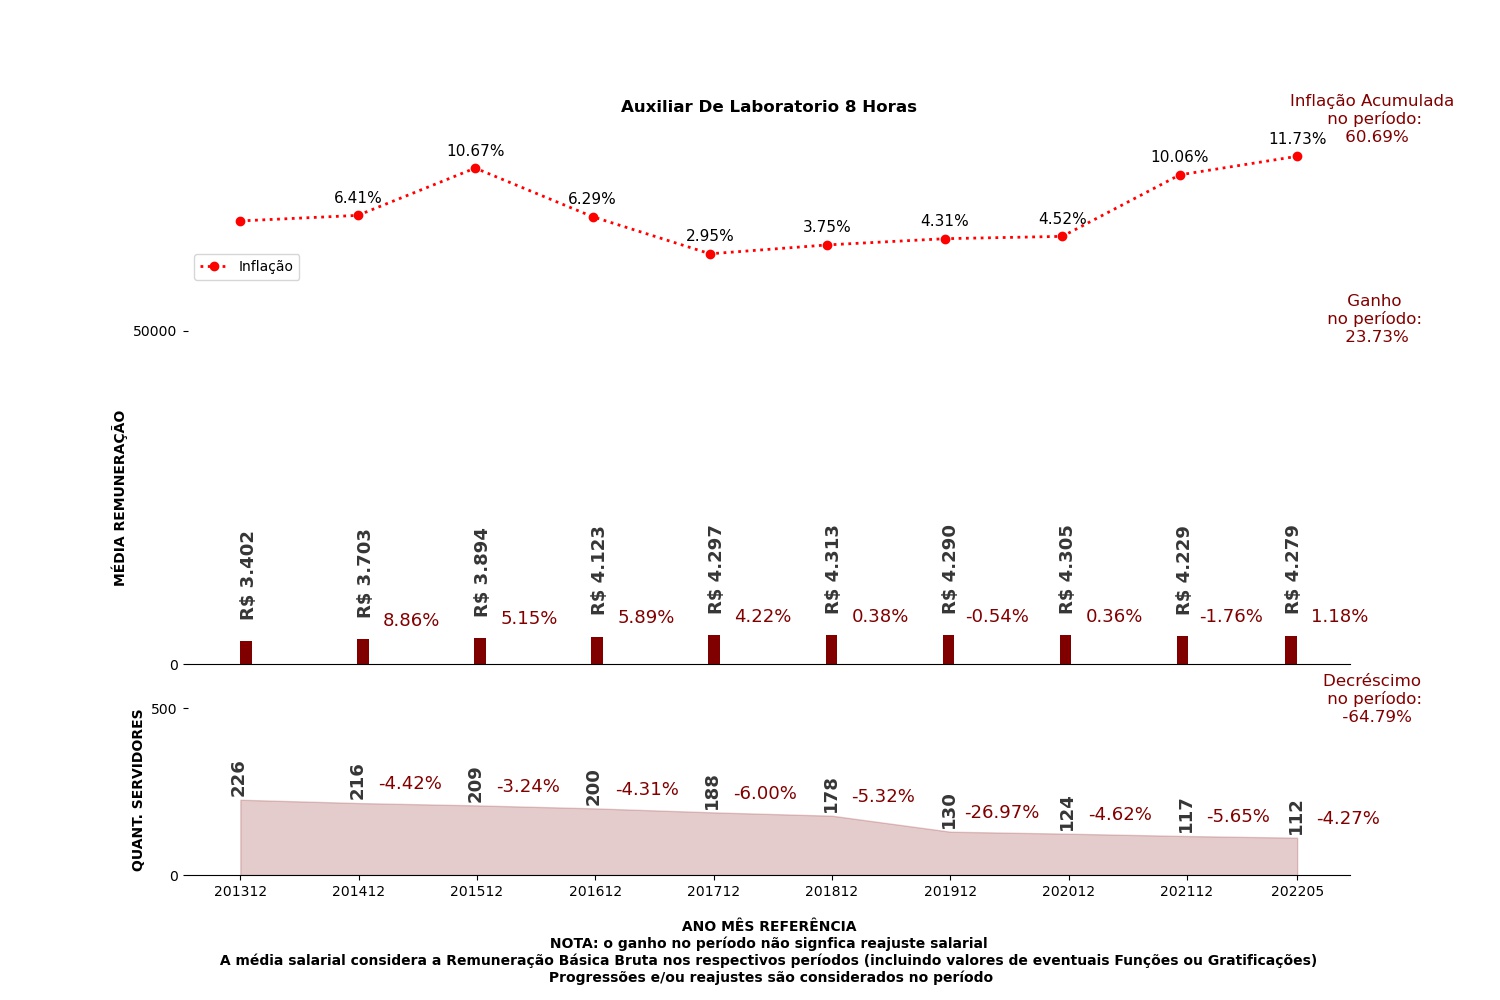 Auxiliar De Laboratorio 8 Horas
Inflação Acumulada
no período:
60.69%
6.41%
10.67%
6.29%
2.95%
3.75%
4.31%
4.52%
10.06%
11.73%
Inflação
Ganho
no período:
23.73%
50000
0
MÉDIA REMUNERAÇÃO
R$ 3.402
R$ 3.703
R$ 3.894
R$ 4.123
R$ 4.297
R$ 4.313
R$ 4.290
R$ 4.305
R$ 4.229
R$ 4.279
8.86%
5.15%
5.89%
4.22%
0.38%
-0.54%
0.36%
-1.76%
1.18%
Decréscimo
no período:
-64.79%
500
0
QUANT. SERVIDORES
226
216
209
200
188
178
130
124
117
112
-4.42%
-3.24%
-4.31%
-6.00%
-5.32%
-26.97%
-4.62%
-5.65%
-4.27%
201312
201412
201512
201612
201712
201812
201912
202012
202112
202205
ANO MÊS REFERÊNCIA
NOTA: o ganho no período não signfica reajuste salarial
A média salarial considera a Remuneração Básica Bruta nos respectivos períodos (incluindo valores de eventuais Funções ou Gratificações)
Progressões e/ou reajustes são considerados no período